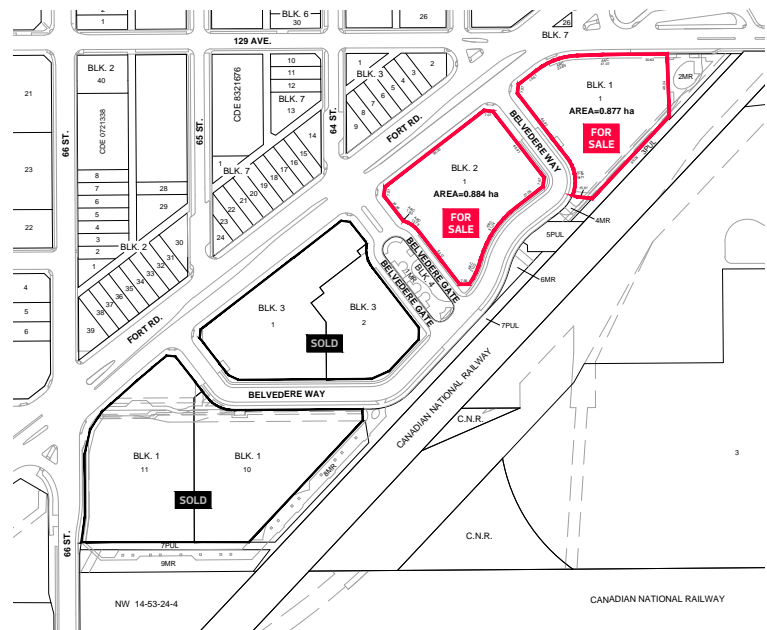 1
BLK. 6
30
26
26
BLK. 7
129 AVE.
BLK. 2
40
CDE 0721338
CDE 8321676
10
11
12
BLK. 7
13
14
1
BLK. 3
2
3
4
5
6
7
8
9
21
23
22
66 ST.
65 ST.
64 ST.
FORT RD.
BLK. 1
1
AREA=0.877 ha
FOR
SALE
2MR
3PUL
BELVEDERE WAY
BLK. 2
1
AREA=0.884 ha
FOR
SALE
4MR
5PUL
6MR
7PUL
1
BLK. 7
15
16
17
18
19
20
21
22
23
24
8
7
6
5
4
3
2
1
28
29
BLK. 2
30
31
32
33
34
35
36
37
38
39
4
5
6
FORT RD.
BELVEDERE GATE
1MR
BLK. 4
BELVEDERE GATE
BLK. 3
1
BLK. 3
2
SOLD
BELVEDERE WAY
CANADIAN NATIONAL RAILWAY
C.N.R.
3
BLK. 1
11
BLK. 1
10
SOLD
8MR
66 ST.
7PUL
9MR
C.N.R.
NW 14-53-24-4
CANADIAN NATIONAL RAILWAY